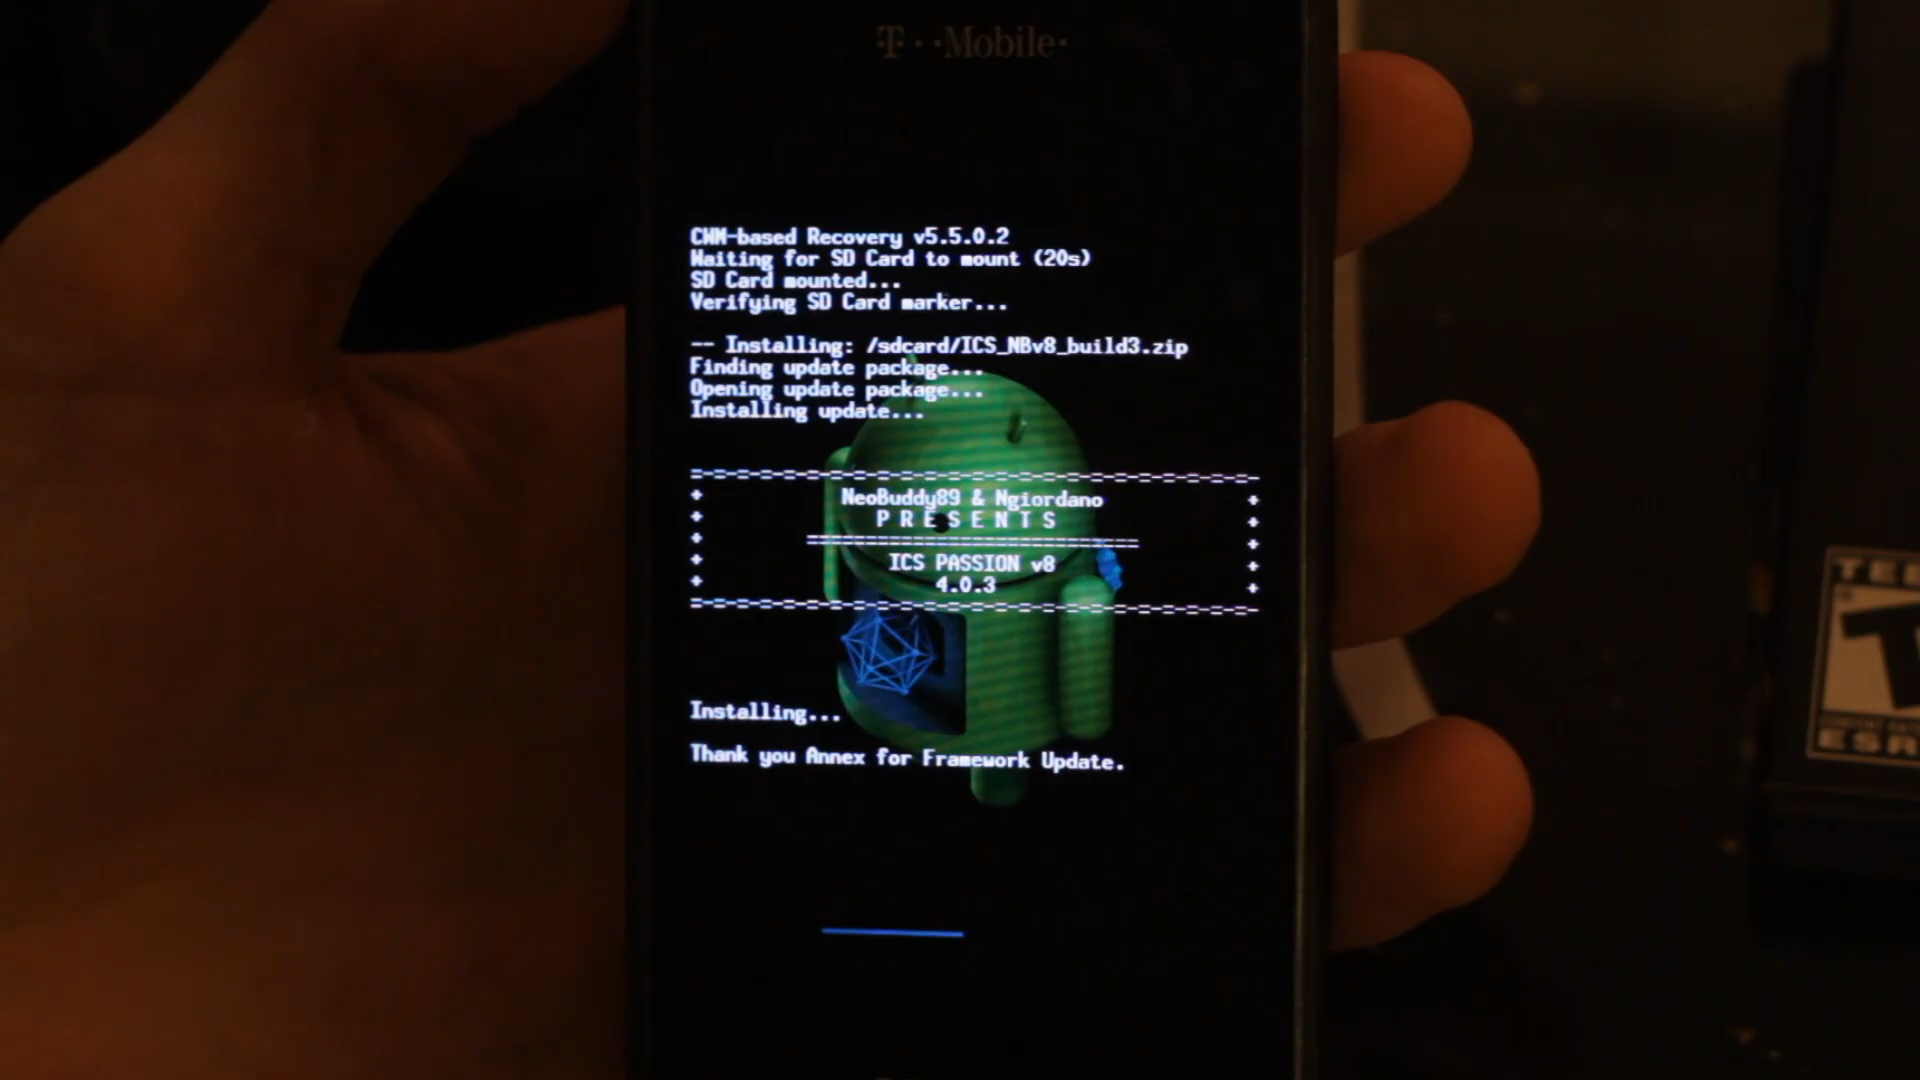 T··Mobile·
CWM-based Recovery v5.5.0.2
Waiting for SD Card to mount (20s)
SD Card mounted...
Verifying SD Card marker...
-- Installing: /sdcard/ICS_NBv8_build3.zip
Finding update package...
Opening update package...
Installing update...
=-=-=-=-=-=-=-=-=-=-=-=-=-=-=-=-=-=-=-=-=-=-=-=-
+ NeoBuddy89 & Ngiordano +
+ P R E S E N T S +
+ ============================ +
+ ICS PASSION v8 +
+ 4.0.3 +
=-=-=-=-=-=-=-=-=-=-=-=-=-=-=-=-=-=-=-=-=-=-=-=-
Installing...
Thank you Annex for Framework Update.
T